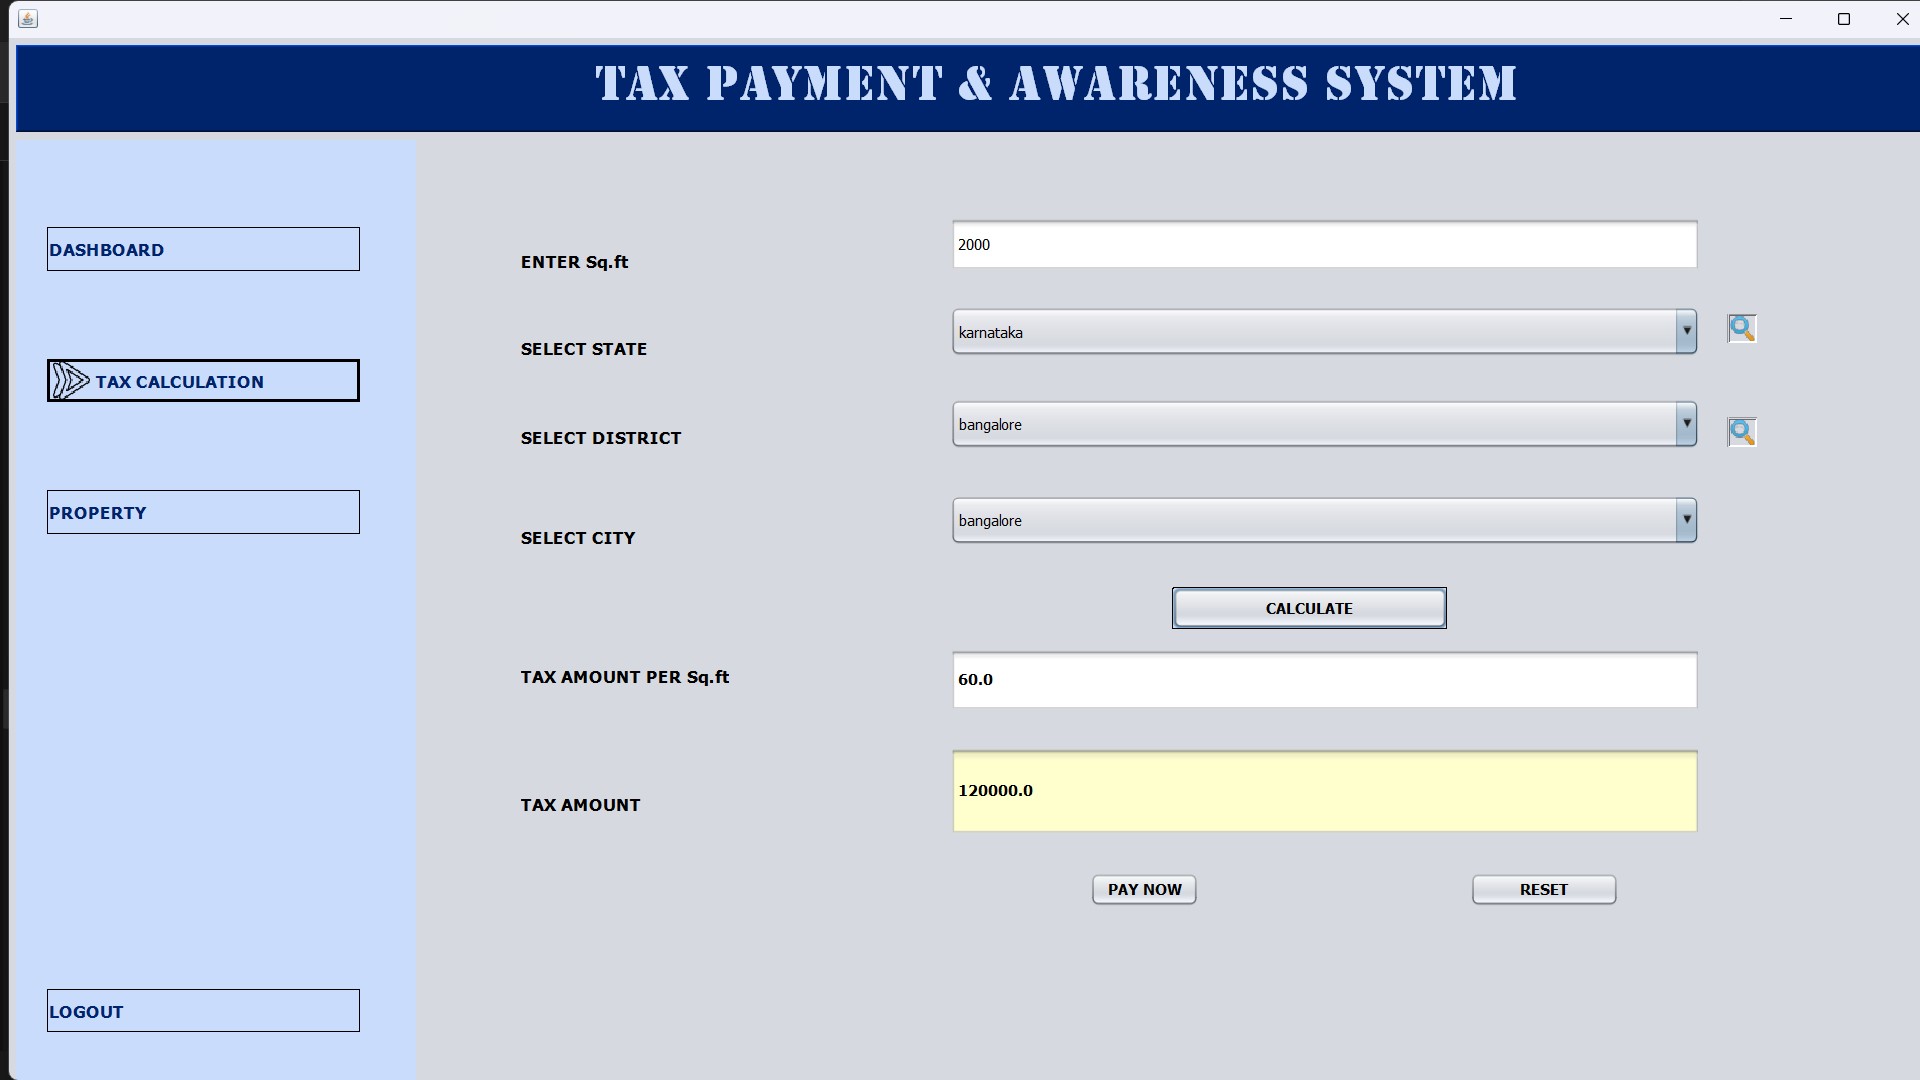 TAX PAYMENT & AWARENESS SYSTEM
DASHBOARD
TAX CALCULATION
PROPERTY
LOGOUT
ENTER Sq.ft
2000
SELECT STATE
karnataka
SELECT DISTRICT
bangalore
SELECT CITY
bangalore
CALCULATE
TAX AMOUNT PER Sq.ft
60.0
TAX AMOUNT
120000.0
PAY NOW
RESET